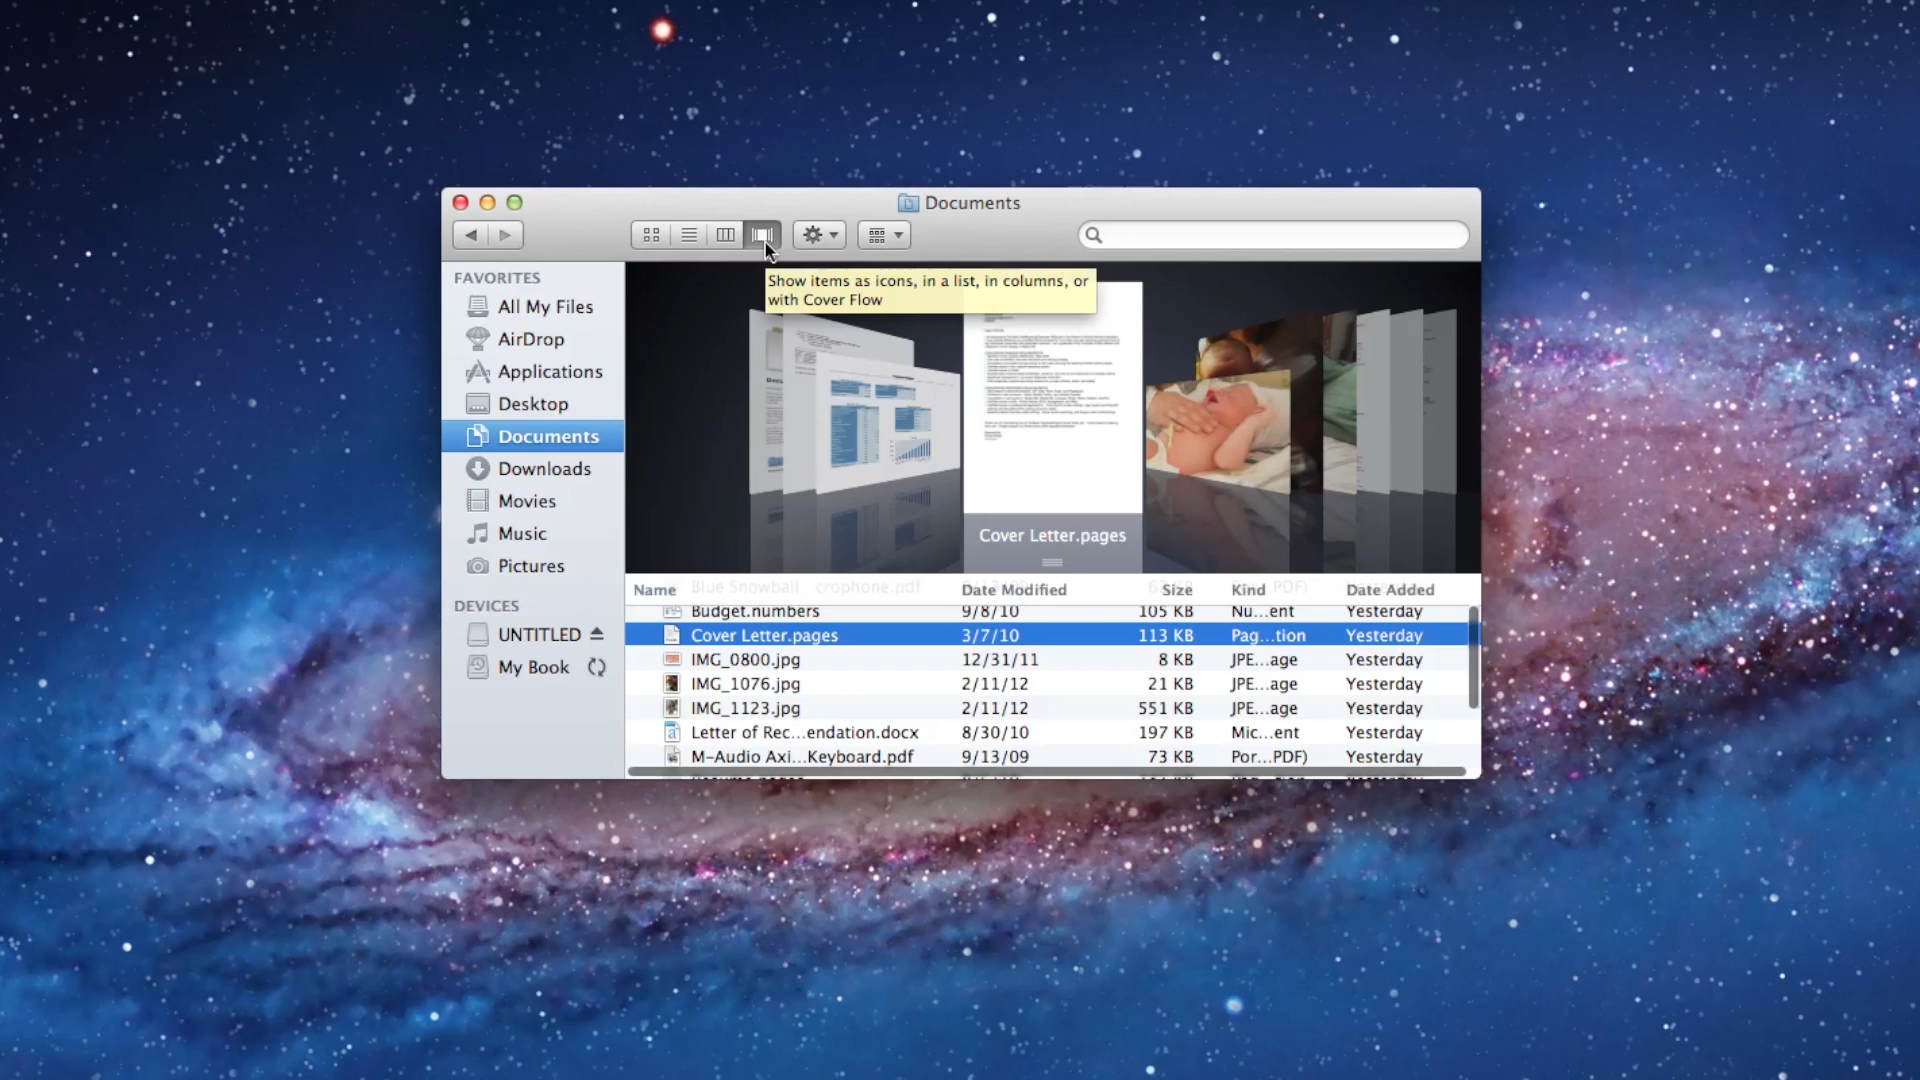 Documents
FAVORITES
All My Files
AirDrop
Applications
Desktop
Documents
Downloads
Movies
Music
Pictures
DEVICES
UNTITLED
My Book
Show items as icons, in a list, in columns, or
with Cover Flow
Cover Letter.pages
Name Date Modified Size Kind Date Added
Blue Snowball crophone.pdf
Budget.numbers 9/8/10 105 KB Nu...ent Yesterday
Cover Letter.pages 3/7/10 113 KB Pag...tion Yesterday
IMG_0800.jpg 12/31/11 8 KB JPE...age Yesterday
IMG_1076.jpg 2/11/12 21 KB JPE...age Yesterday
IMG_1123.jpg 2/11/12 551 KB JPE...age Yesterday
Letter of Rec...endation.docx 8/30/10 197 KB Mic...ent Yesterday
M-Audio Axi...Keyboard.pdf 9/13/09 73 KB Por...PDF) Yesterday